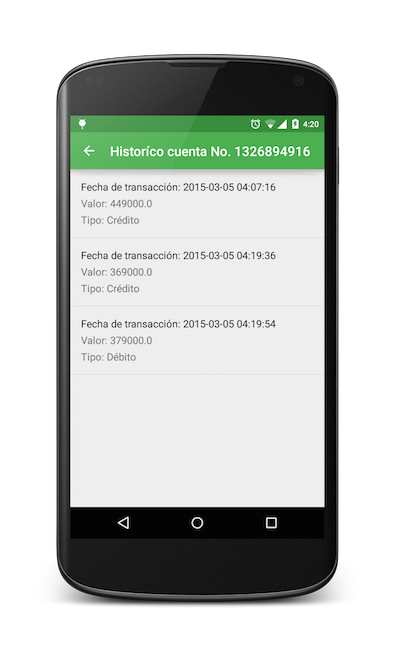 4:20
Historíco cuenta No. 1326894916
Fecha de transacción: 2015-03-05 04:07:16
Valor: 449000.0
Tipo: Crédito
Fecha de transacción: 2015-03-05 04:19:36
Valor: 369000.0
Tipo: Crédito
Fecha de transacción: 2015-03-05 04:19:54
Valor: 379000.0
Tipo: Débito